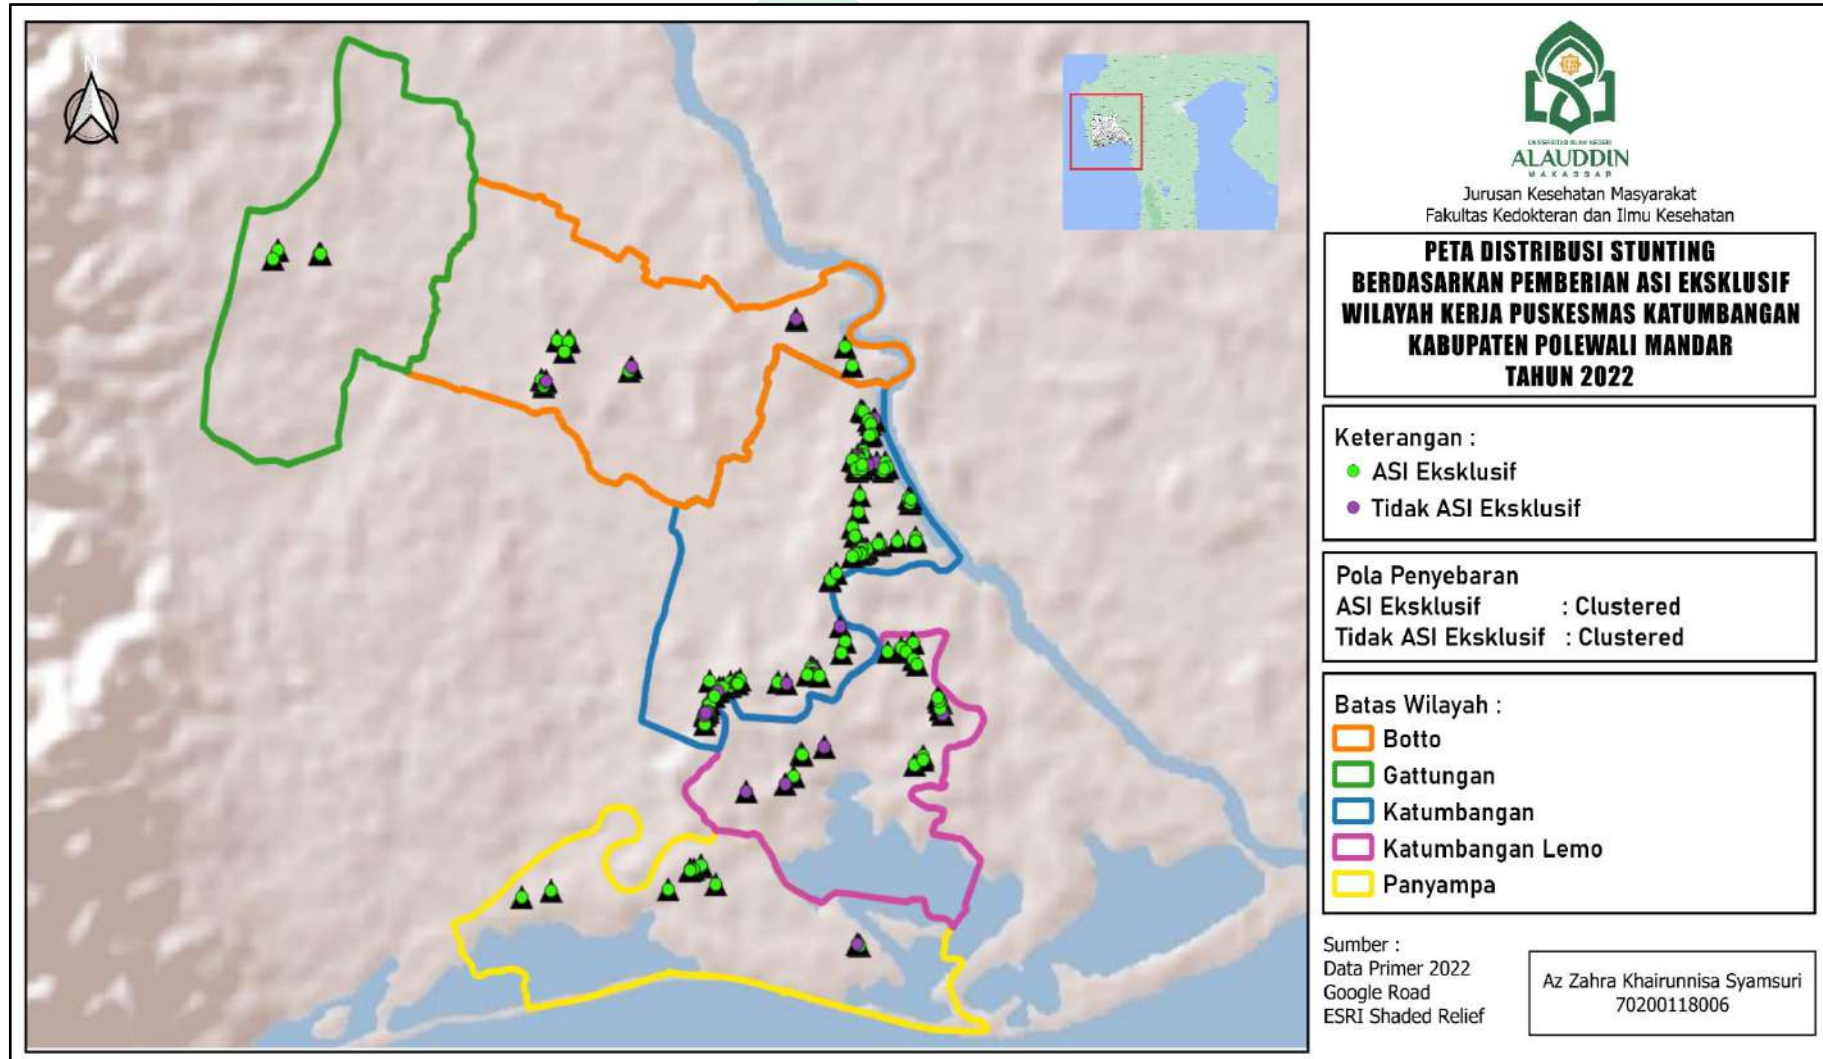 N
UNIVERSITAS ISLAM NEGERI
ALAUDDIN
MAKASSAR
Jurusan Kesehatan Masyarakat
Fakultas Kedokteran dan Ilmu Kesehatan
PETA DISTRIBUSI STUNTING
BERDASARKAN PEMBERIAN ASI EKSKLUSIF
WILAYAH KERJA PUSKESMAS KATUMBANGAN
KABUPATEN POLEWALI MANDAR
TAHUN 2022
Keterangan :
ASI Eksklusif
Tidak ASI Eksklusif
Pola Penyebaran
ASI Eksklusif : Clustered
Tidak ASI Eksklusif : Clustered
Batas Wilayah :
Botto
Gattungan
Katumbangan
Katumbangan Lemo
Panyampa
Sumber :
Data Primer 2022
Google Road
ESRI Shaded Relief
Az Zahra Khairunnisa Syamsuri
70200118006